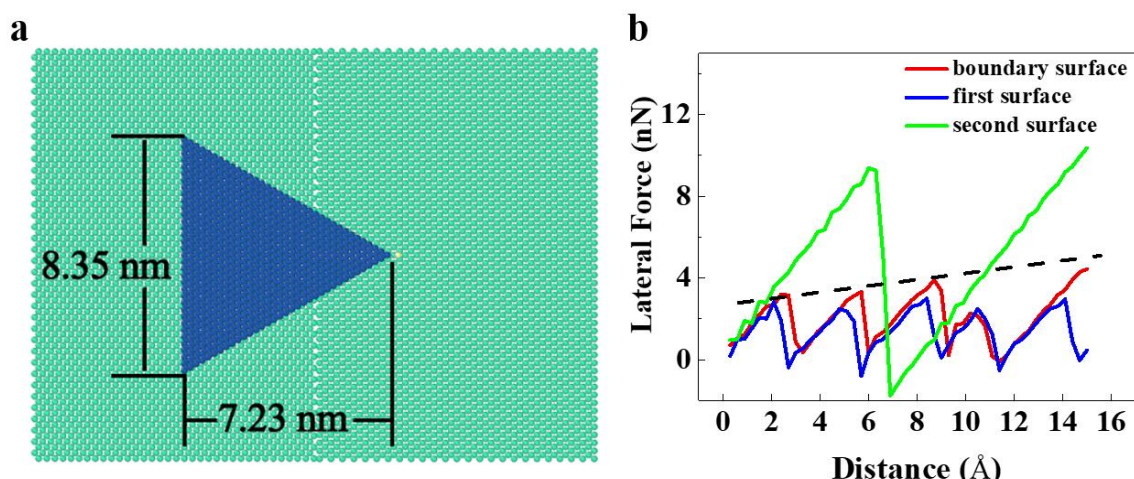 a
8.35 nm
7.23 nm
b
boundary surface
first surface
second surface
Lateral Force (nN)
12
8
4
0
0 2 4 6 8 10 12 14 16
Distance (Å)